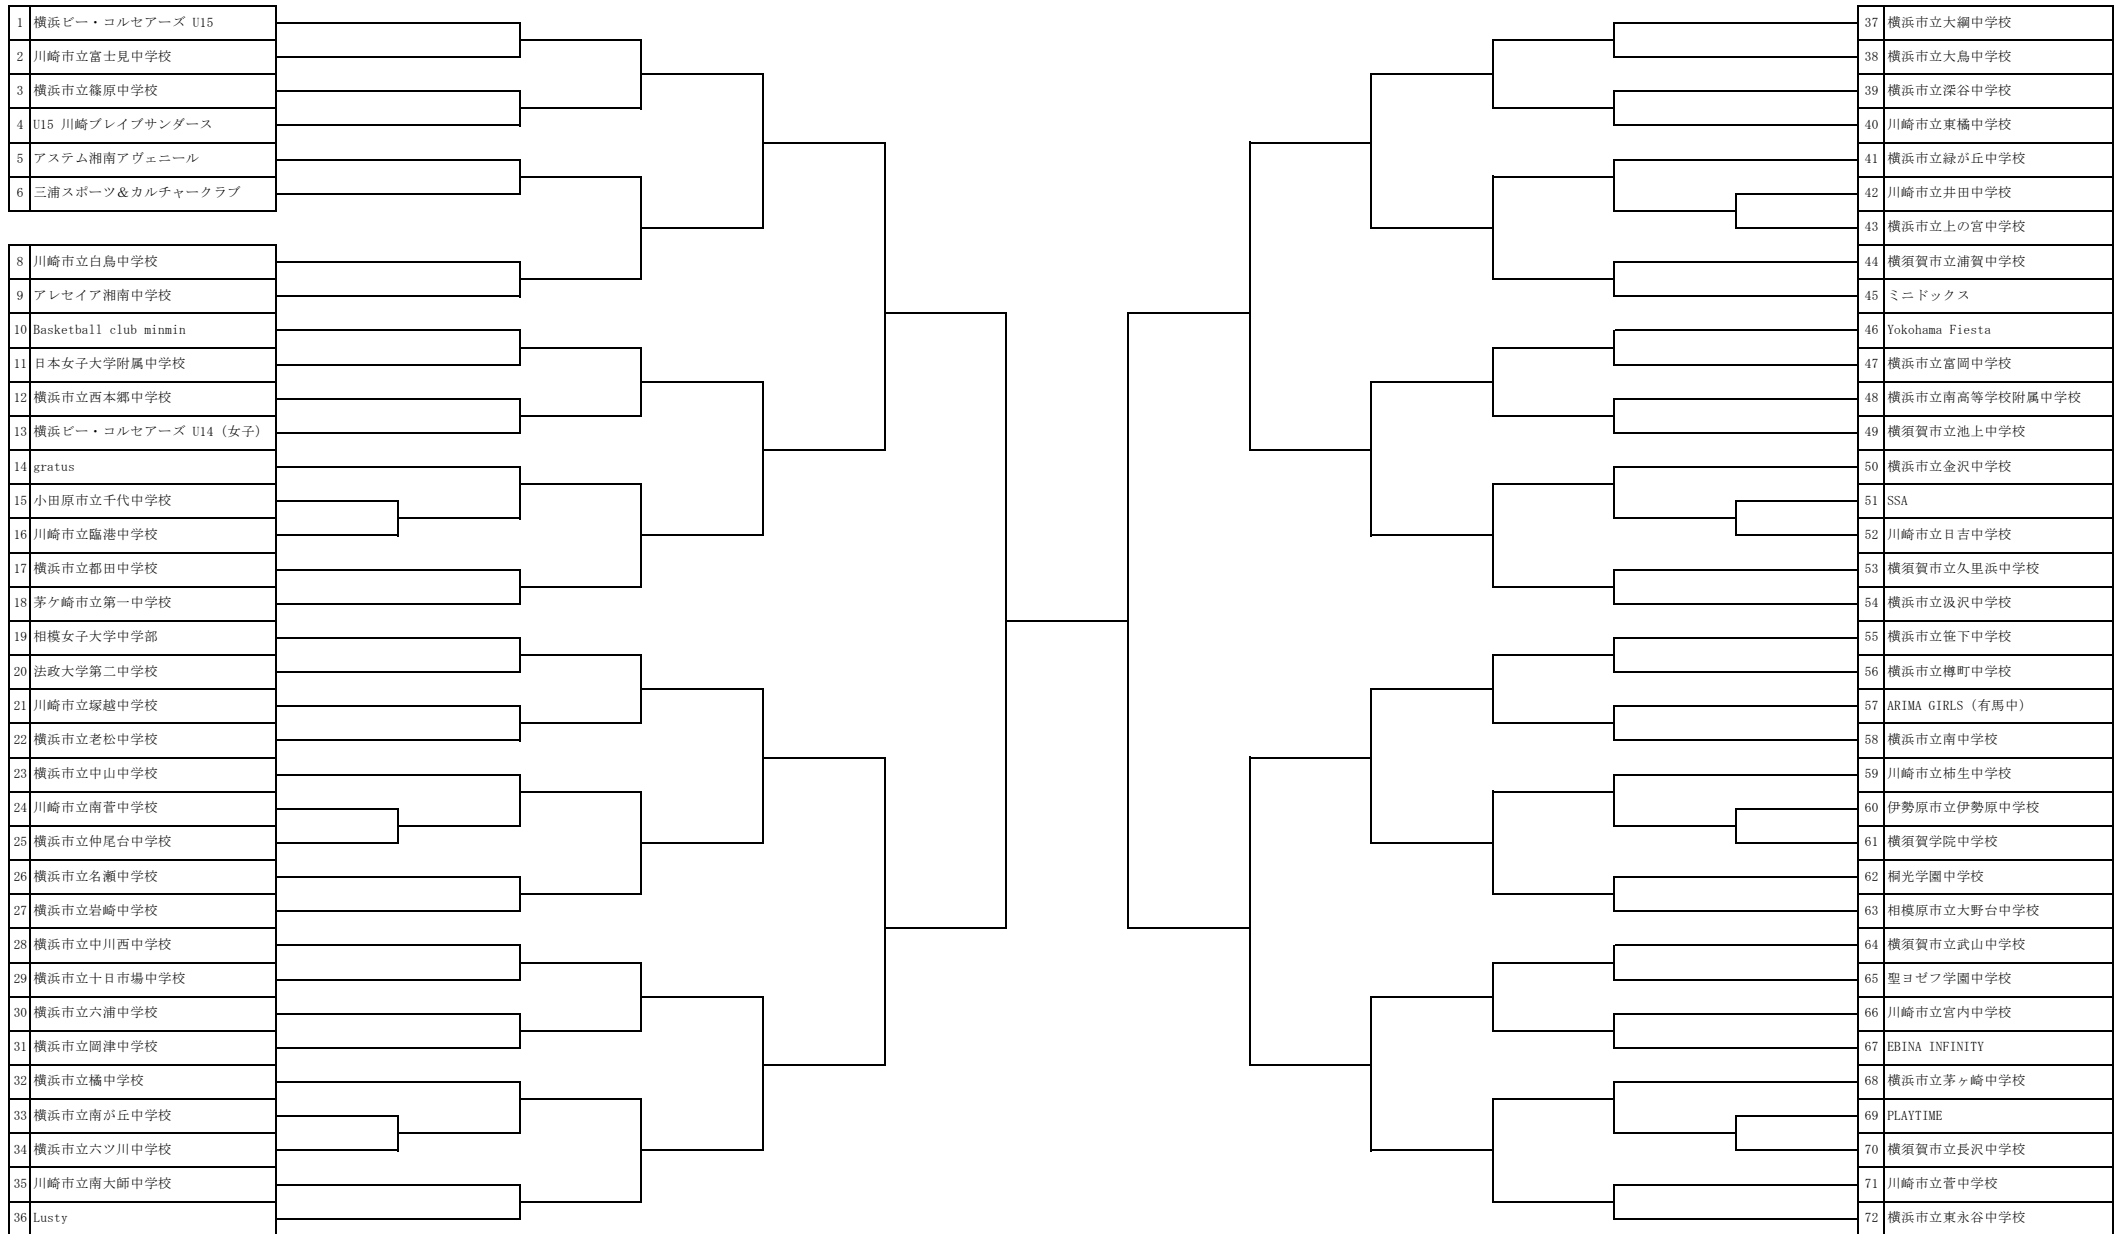 1 横浜ビー・コルセアーズ U15
2 川崎市立富士見中学校
3 横浜市立篠原中学校
4 U15 川崎ブレイブサンダース
5 アステム湘南アヴェニール
6 三浦スポーツ＆カルチャークラブ
8 川崎市立白鳥中学校
9 アレセイア湘南中学校
10 Basketball club minmin
11 日本女子大学附属中学校
12 横浜市立西本郷中学校
13 横浜ビー・コルセアーズ U14（女子）
14 gratus
15 小田原市立千代中学校
16 川崎市立臨港中学校
17 横浜市立都田中学校
18 茅ケ崎市立第一中学校
19 相模女子大学中学部
20 法政大学第二中学校
21 川崎市立塚越中学校
22 横浜市立老松中学校
23 横浜市立中山中学校
24 川崎市立南菅中学校
25 横浜市立仲尾台中学校
26 横浜市立名瀬中学校
27 横浜市立岩崎中学校
28 横浜市立中川西中学校
29 横浜市立十日市場中学校
30 横浜市立六浦中学校
31 横浜市立岡津中学校
32 横浜市立橘中学校
33 横浜市立南が丘中学校
34 横浜市立六ツ川中学校
35 川崎市立南大師中学校
36 Lusty
37 横浜市立大綱中学校
38 横浜市立大鳥中学校
39 横浜市立深谷中学校
40 川崎市立東橘中学校
41 横浜市立緑が丘中学校
42 川崎市立井田中学校
43 横浜市立上の宮中学校
44 横須賀市立浦賀中学校
45 ミニドックス
46 Yokohama Fiesta
47 横浜市立富岡中学校
48 横浜市立南高等学校附属中学校
49 横須賀市立池上中学校
50 横浜市立金沢中学校
51 SSA
52 川崎市立日吉中学校
53 横須賀市立久里浜中学校
54 横浜市立汲沢中学校
55 横浜市立笹下中学校
56 横浜市立樽町中学校
57 ARIMA GIRLS（有馬中）
58 横浜市立南中学校
59 川崎市立柿生中学校
60 伊勢原市立伊勢原中学校
61 横須賀学院中学校
62 桐光学園中学校
63 相模原市立大野台中学校
64 横須賀市立武山中学校
65 聖ヨゼフ学園中学校
66 川崎市立宮内中学校
67 EBINA INFINITY
68 横浜市立茅ヶ崎中学校
69 PLAYTIME
70 横須賀市立長沢中学校
71 川崎市立菅中学校
72 横浜市立東永谷中学校